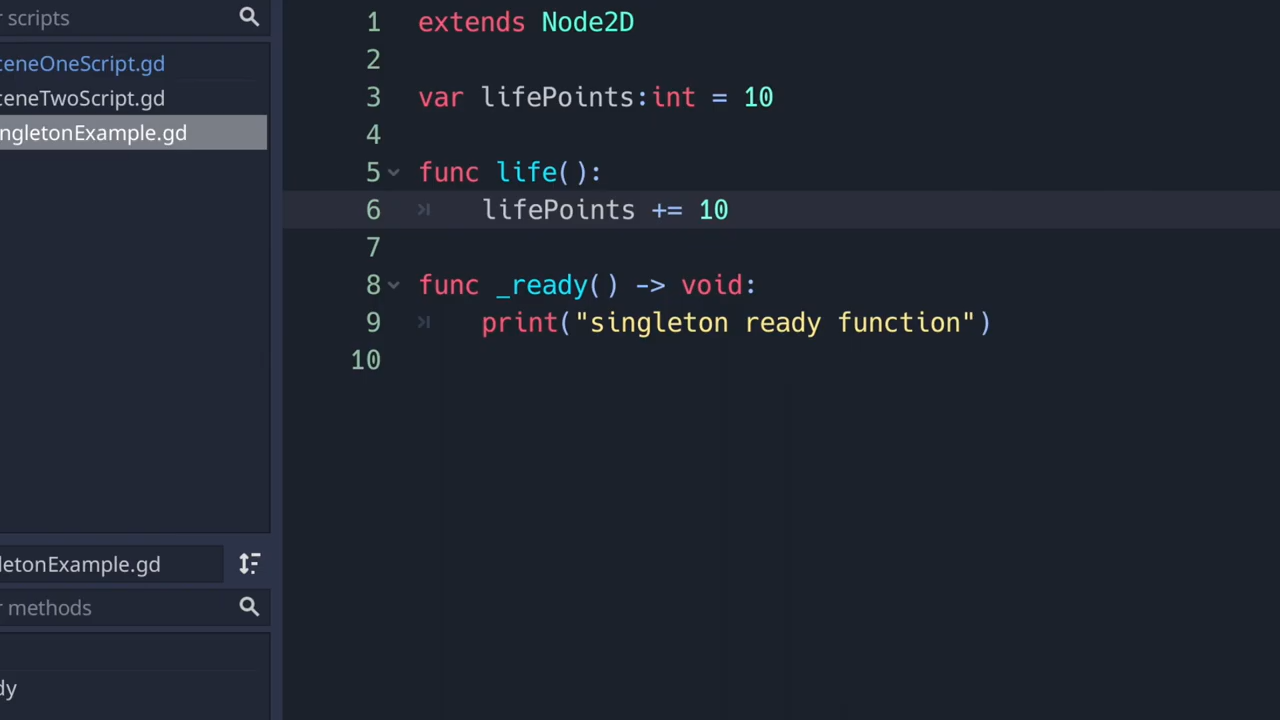 scripts
ceneOneScript.gd
ceneTwoScript.gd
ngletonExample.gd
letonExample.gd
r methods
dy
1 extends Node2D
2
3 var lifePoints:int = 10
4
5 func life():
6 lifePoints += 10
7
8 func _ready() -> void:
9 print("singleton ready function")
10